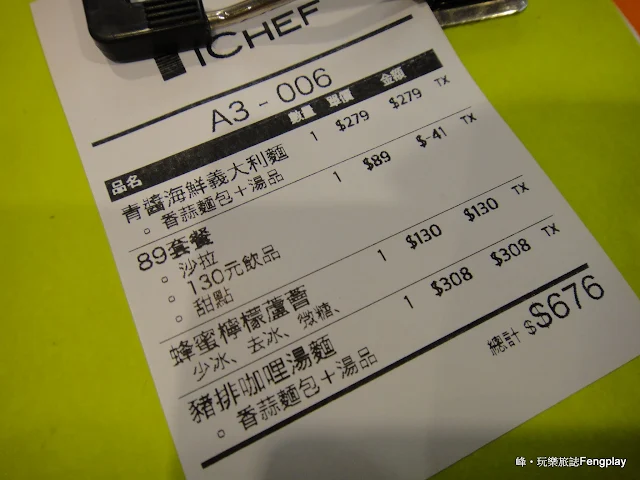 iCHEF
A3 - 006
品名 數量 單價 金額
青醬海鮮義大利麵 1 $279 $279 TX
。香蒜麵包+湯品
89套餐 1 $89 $-41 TX
。沙拉
。130元飲品
。甜點
蜂蜜檸檬蘆薈 1 $130 $130 TX
少冰、去冰、微糖、
豬排咖哩湯麵 1 $308 $308 TX
。香蒜麵包+湯品
總計 $$676
峰・玩樂旅誌Fengplay